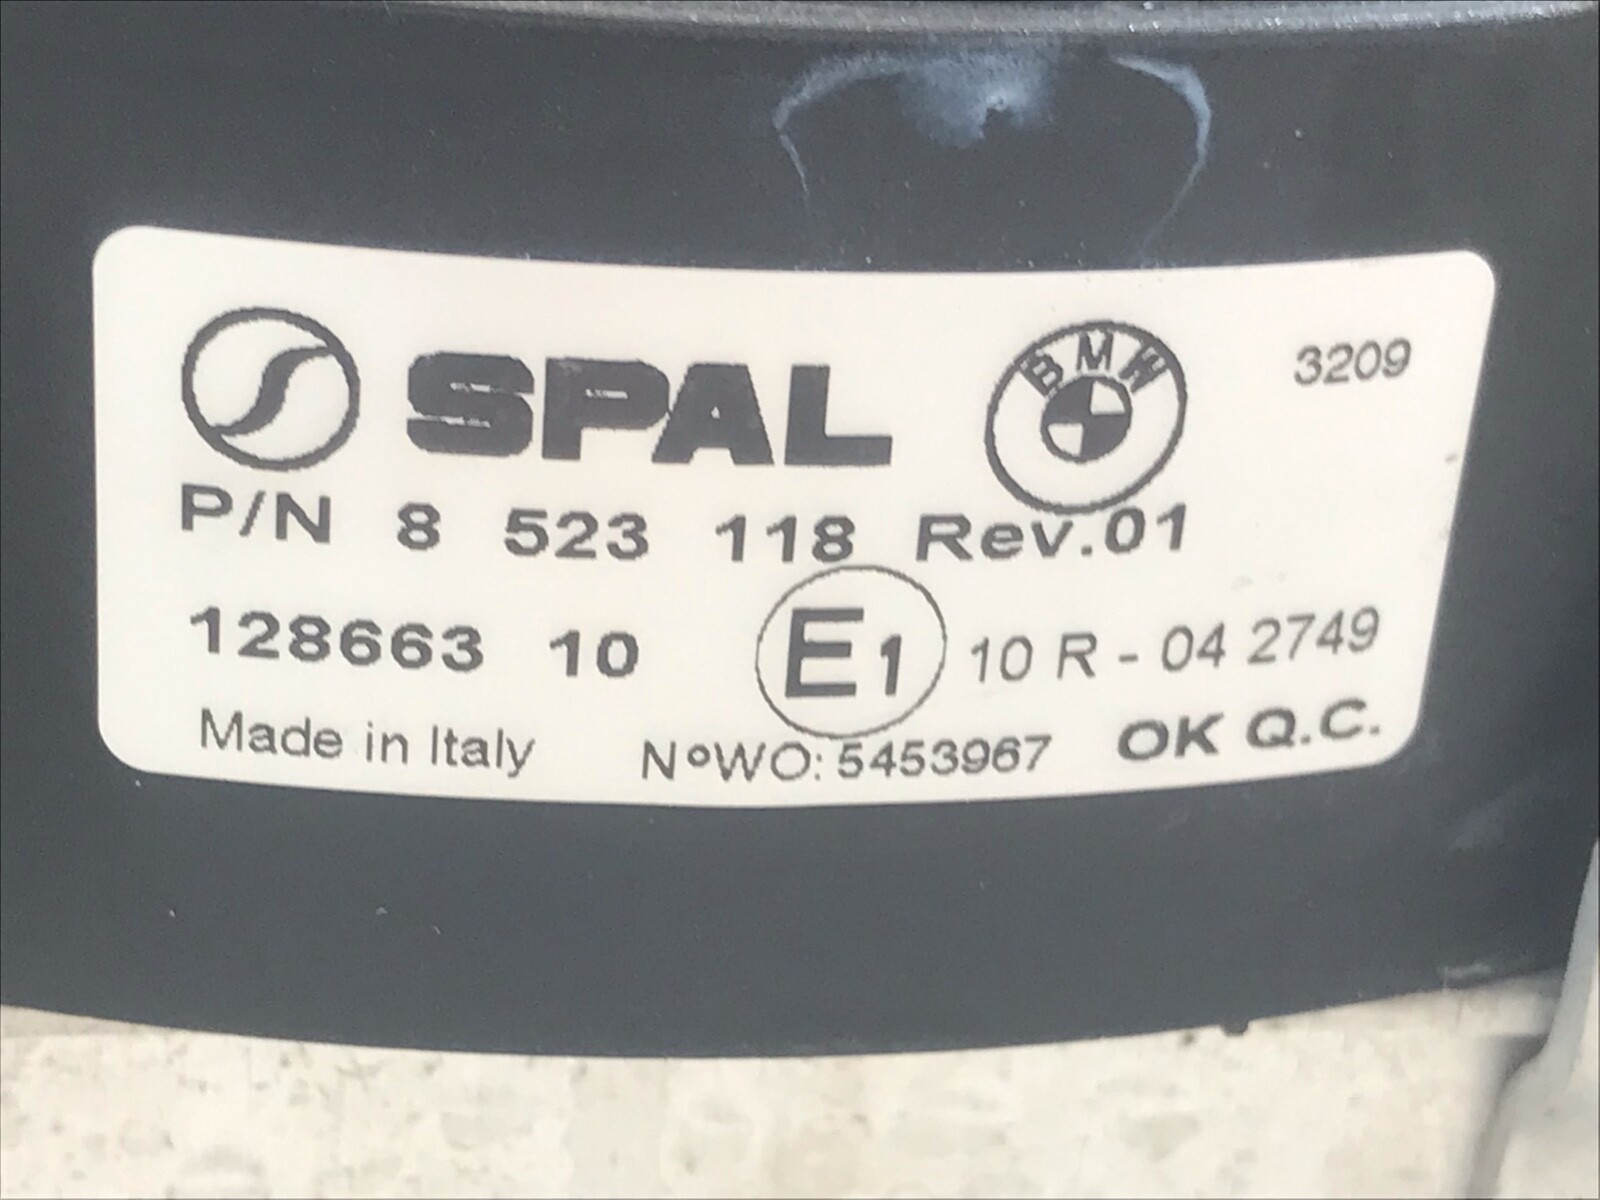 SPAL BMW 3209
P/N 8 523 118 Rev.01
128663 10 E1 10 R - 04 2749
Made in Italy N°WO: 5453967 OK Q.C.